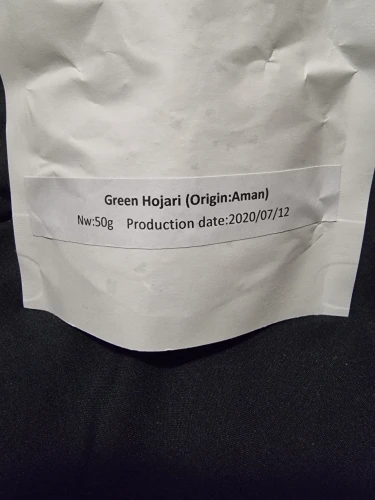 Green Hojari (Origin:Aman)
Nw:50g Production date:2020/07/12